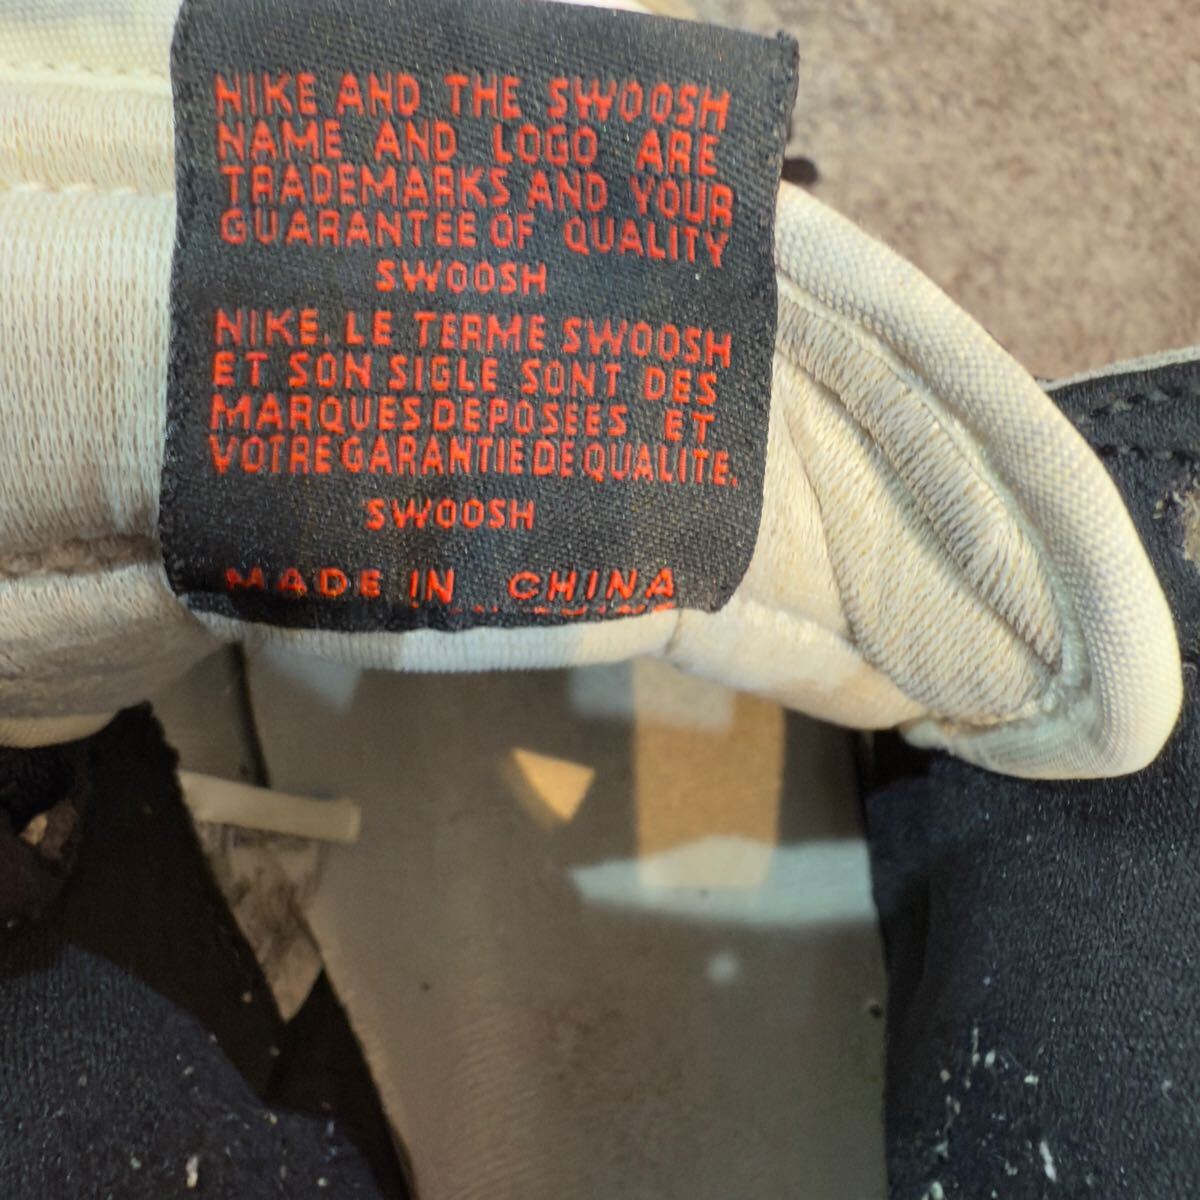 NIKE AND THE SWOOSH
NAME AND LOGO ARE
TRADEMARKS AND YOUR
GUARANTEE OF QUALITY
SWOOSH
NIKE. LE TERME SWOOSH
ET SON SIGLE SONT DES
MARQUES DEPOSEES ET
VOTRE GARANTIE DE QUALITE.
SWOOSH
MADE IN CHINA